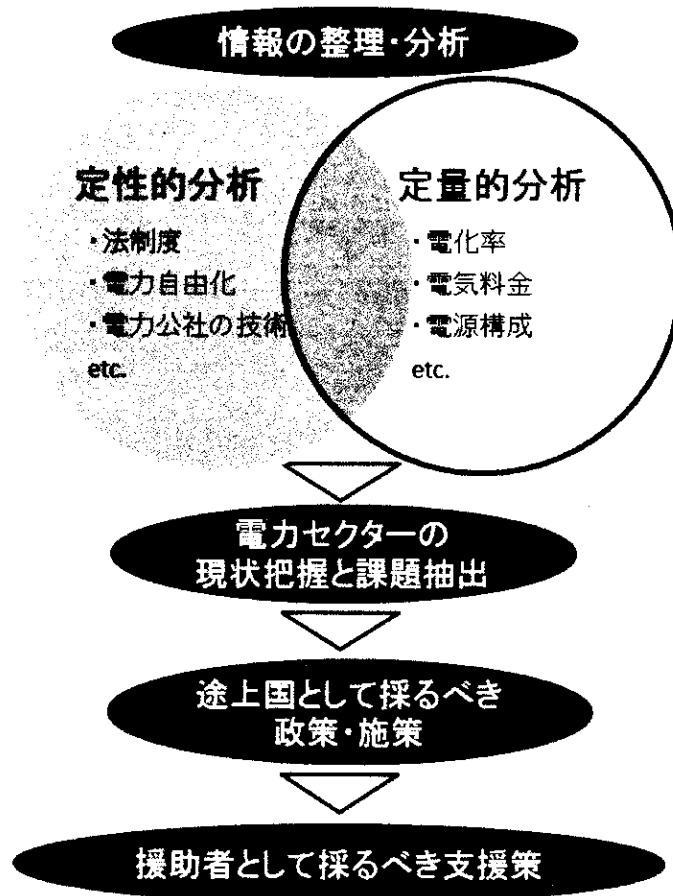 情報の整理・分析
定性的分析
・法制度
・電力自由化
・電力公社の技術
etc.
定量的分析
・電化率
・電気料金
・電源構成
etc.
電力セクターの
現状把握と課題抽出
途上国として採るべき
政策・施策
援助者として採るべき支援策